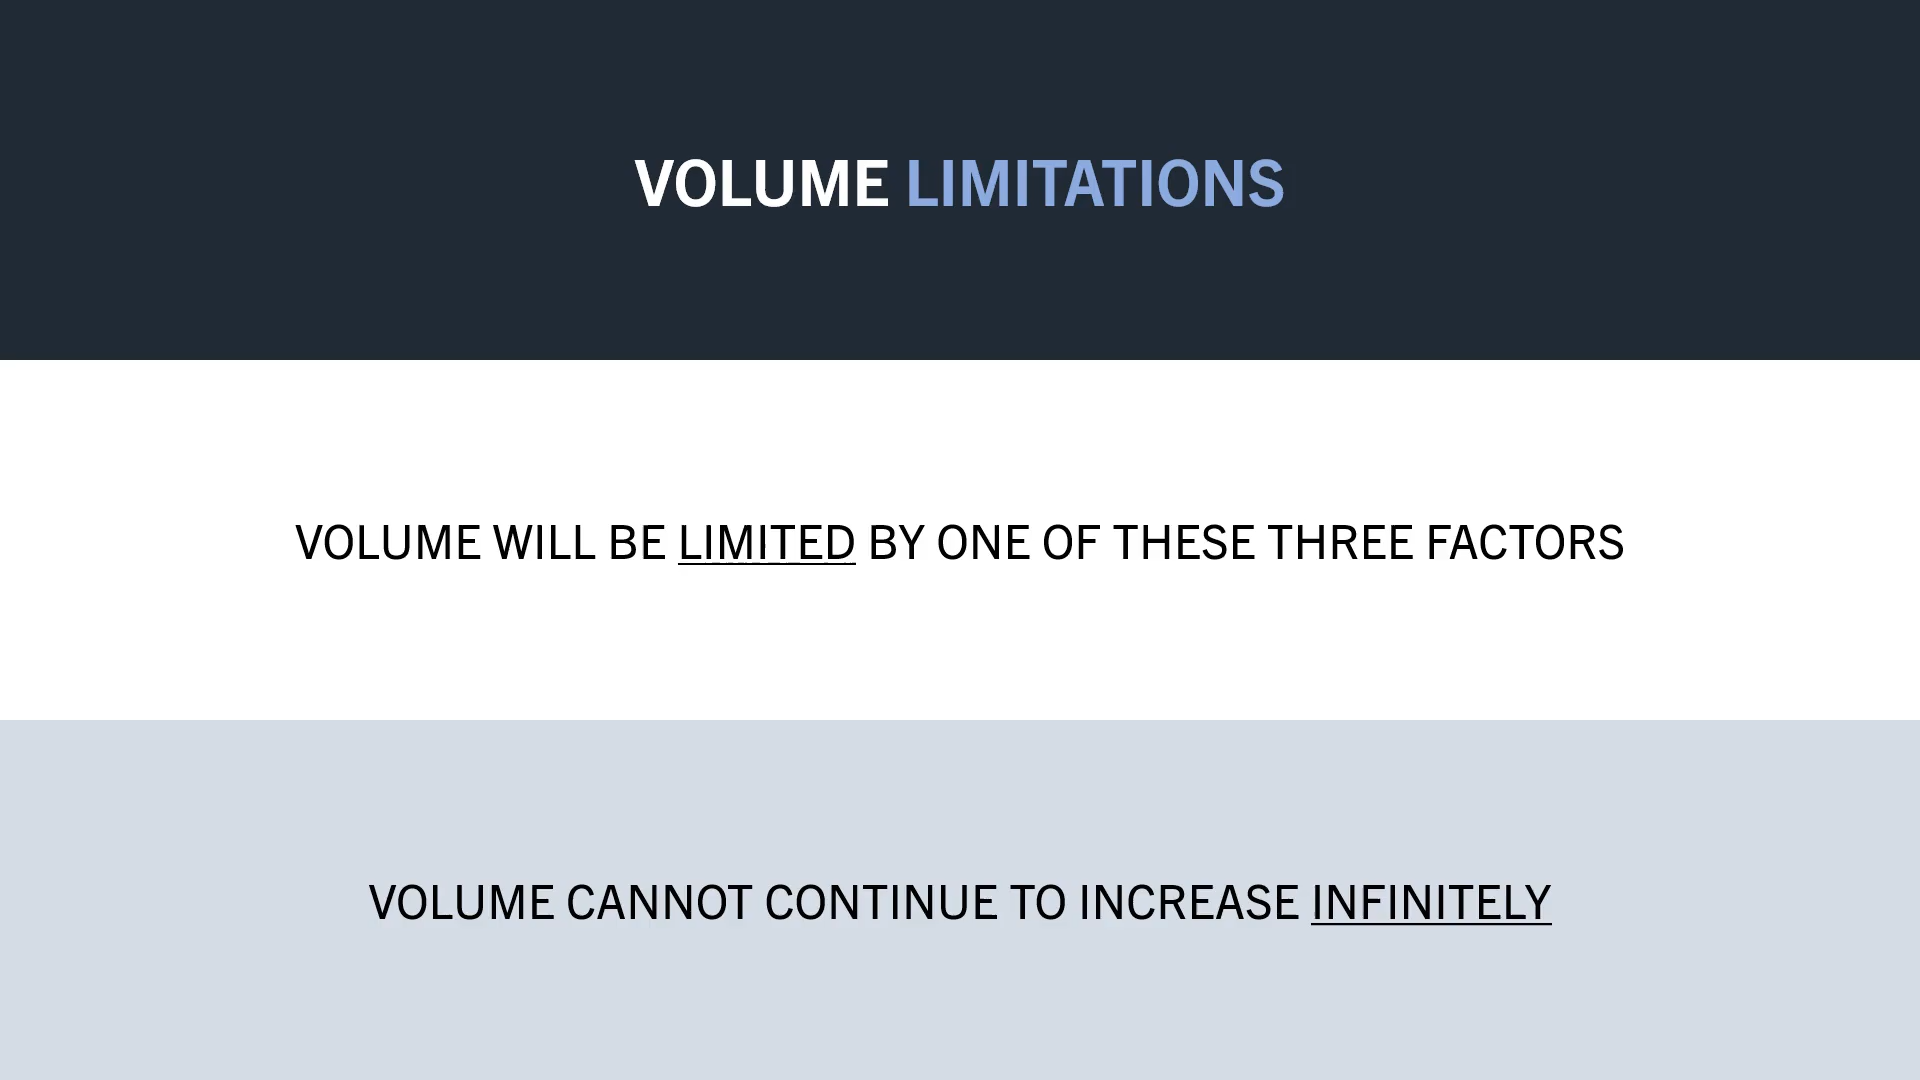 VOLUME LIMITATIONS
VOLUME WILL BE LIMITED BY ONE OF THESE THREE FACTORS
VOLUME CANNOT CONTINUE TO INCREASE INFINITELY